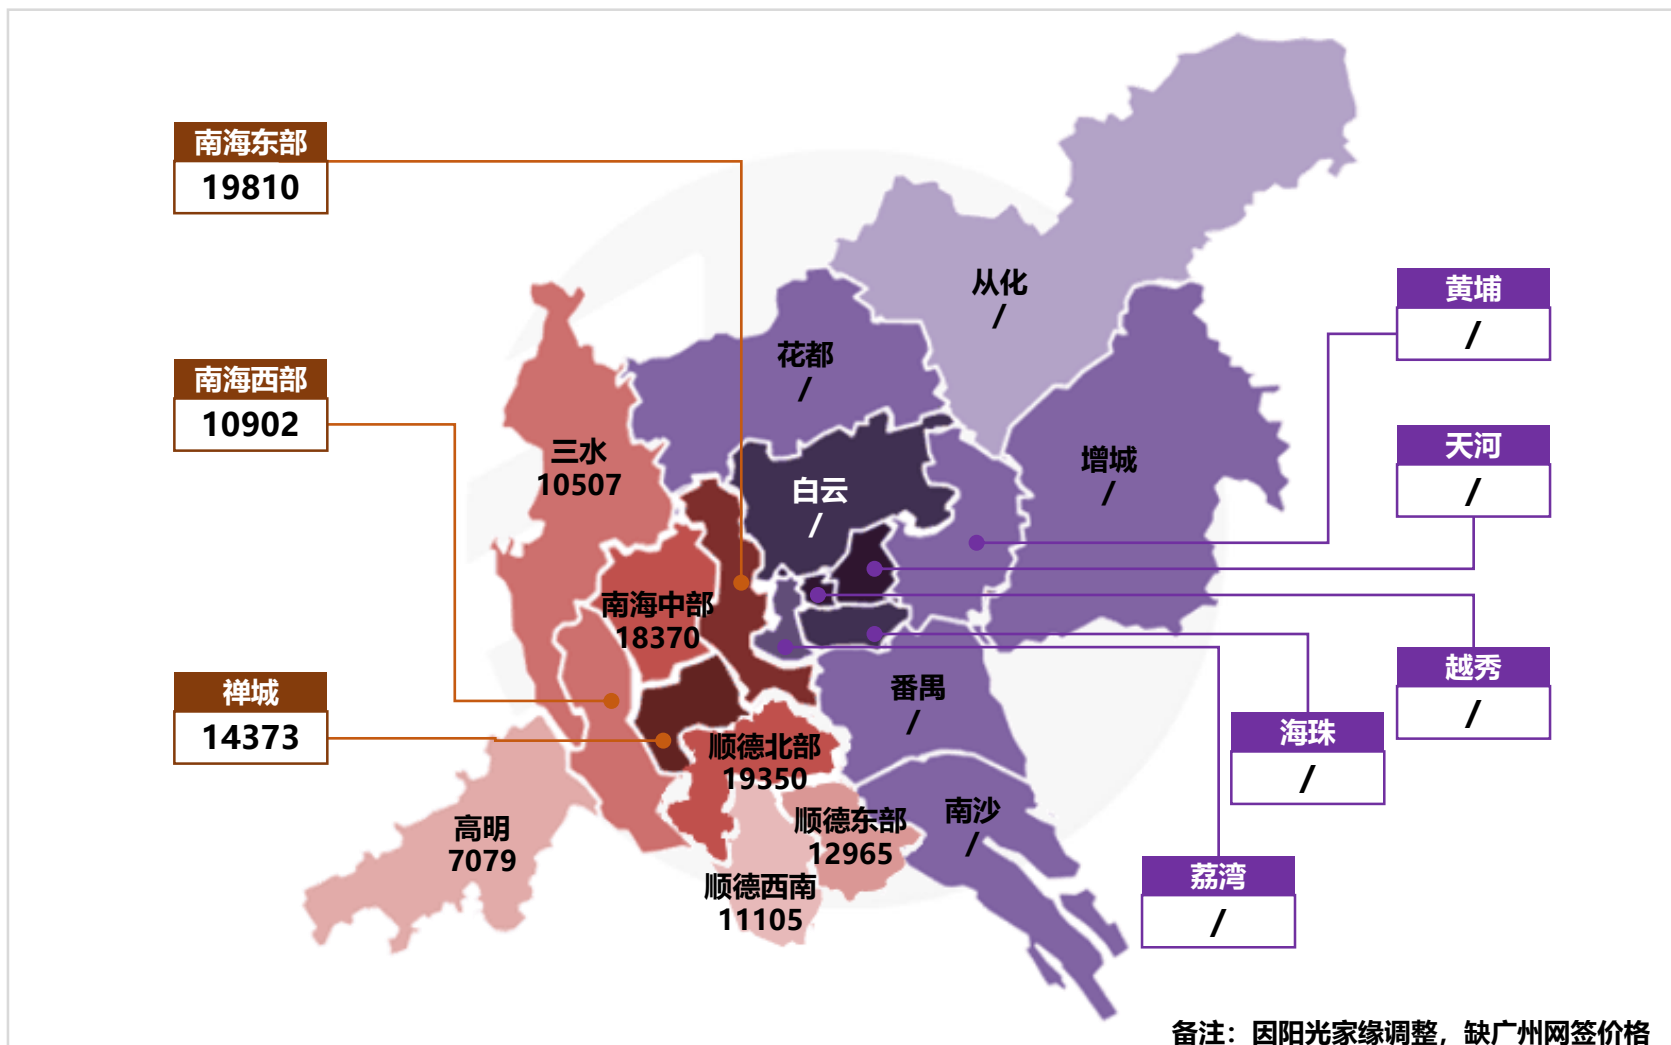 南海东部
19810
从化
/
黄埔
/
花都
/
南海西部
10902
天河
/
三水
10507
增城
/
白云
/
南海中部
18370
禅城
14373
番禺
/
越秀
/
海珠
/
顺德北部
19350
南沙
/
顺德东部
12965
高明
7079
顺德西南
11105
荔湾
/
备注：因阳光家缘调整，缺广州网签价格